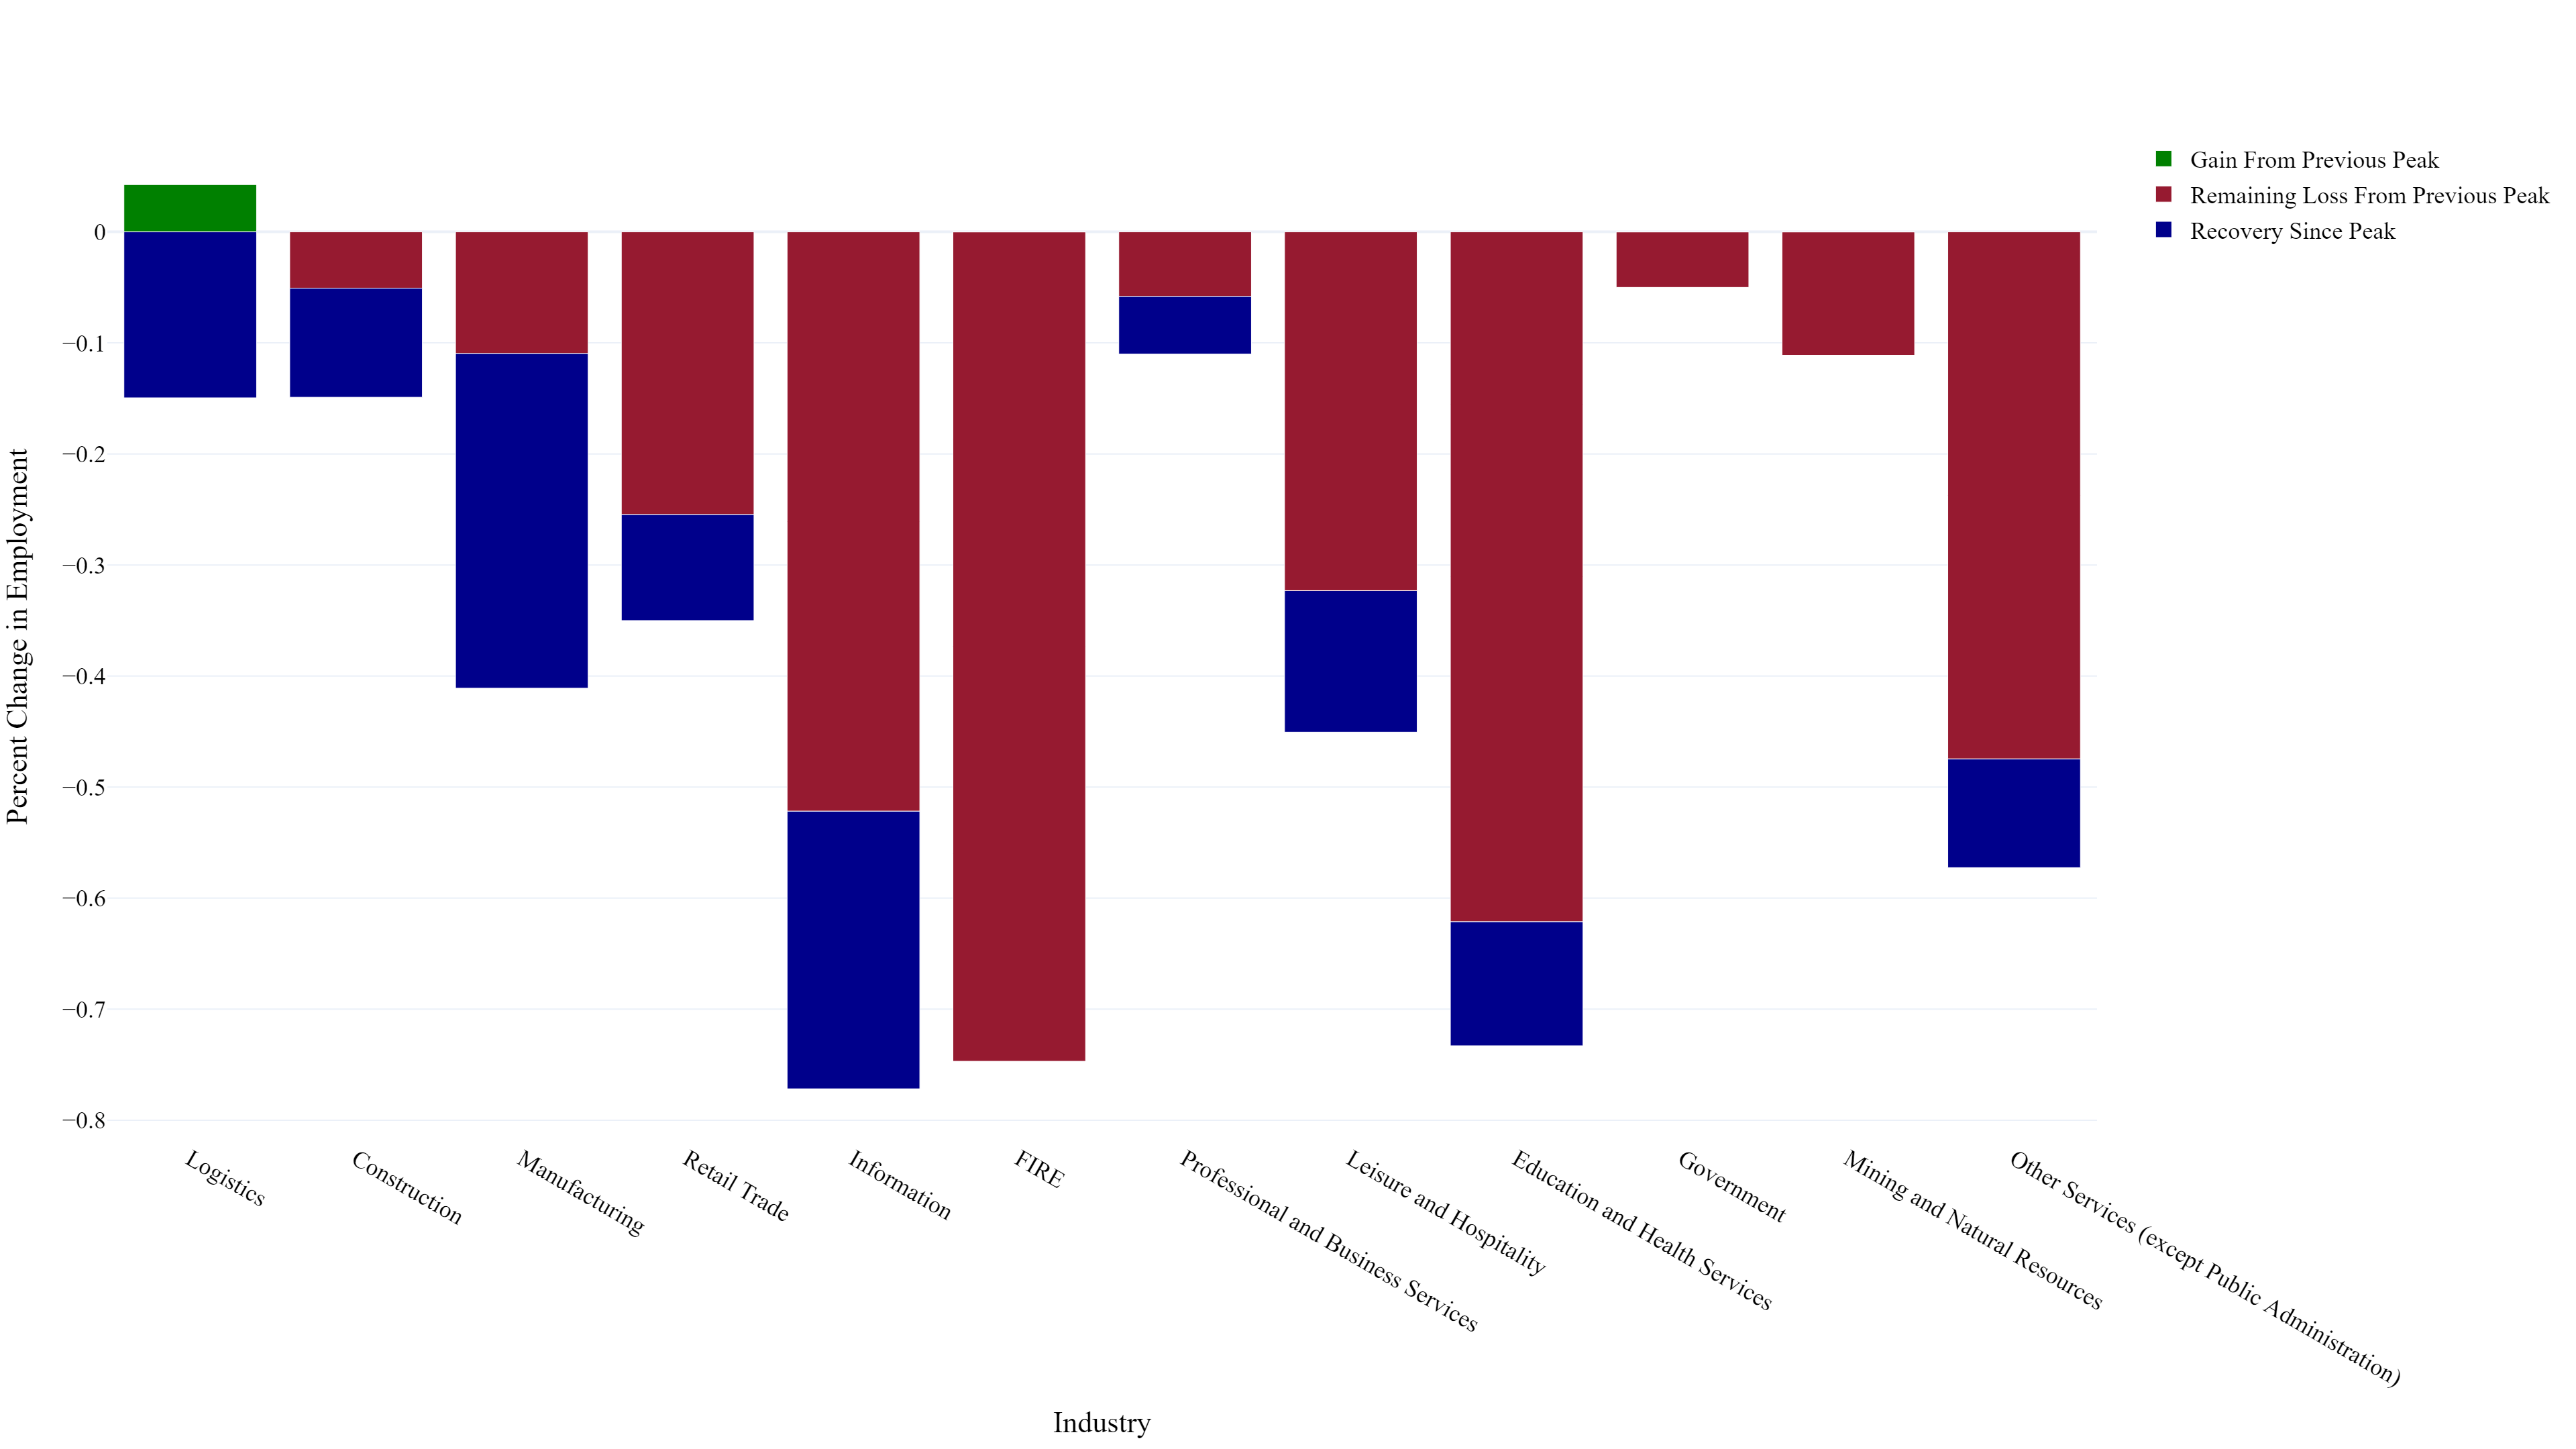 Gain From Previous Peak
Remaining Loss From Previous Peak
Recovery Since Peak
0
−0.1
−0.2
−0.3
−0.4
−0.5
−0.6
−0.7
−0.8
Percent Change in Employment
Logistics
Construction
Manufacturing
Retail Trade
Information
FIRE
Professional and Business Services
Leisure and Hospitality
Education and Health Services
Government
Mining and Natural Resources
Other Services (except Public Administration)
Industry